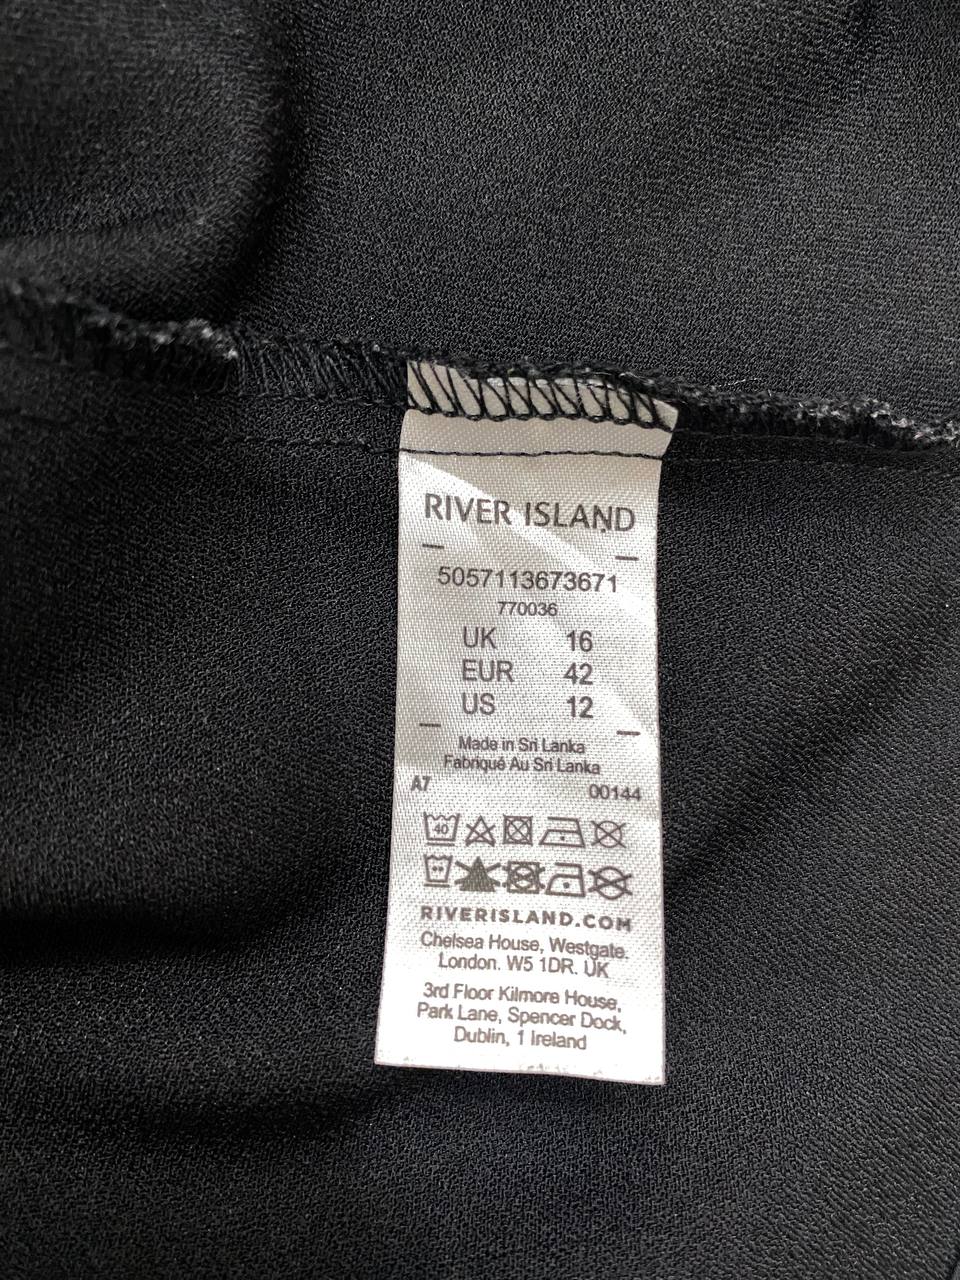 RIVER ISLAND
5057113673671
770036
UK 16
EUR 42
US 12
Made in Sri Lanka
Fabriqué Au Sri Lanka
A7 00144
40
RIVERISLAND.COM
Chelsea House, Westgate.
London. W5 1DR. UK
3rd Floor Kilmore House,
Park Lane, Spencer Dock,
Dublin, 1 Ireland